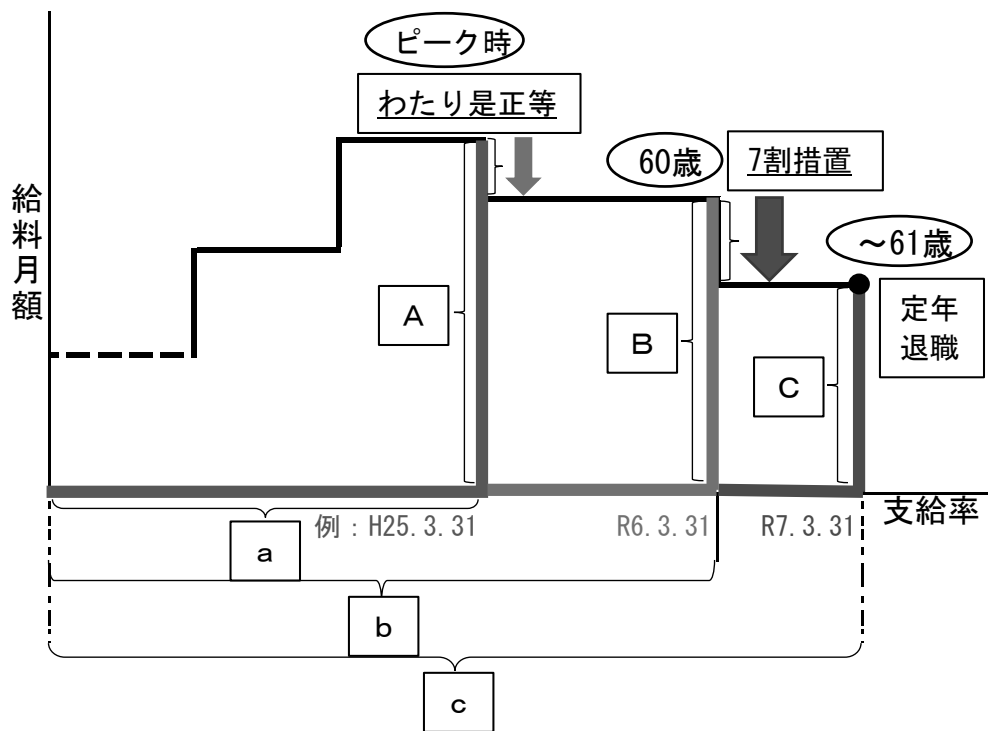 ピーク時
わたり是正等
60歳
7割措置
～61歳
給料月額
A
B
C
定年
退職
例：H25.3.31
R6.3.31
R7.3.31
支給率
a
b
c